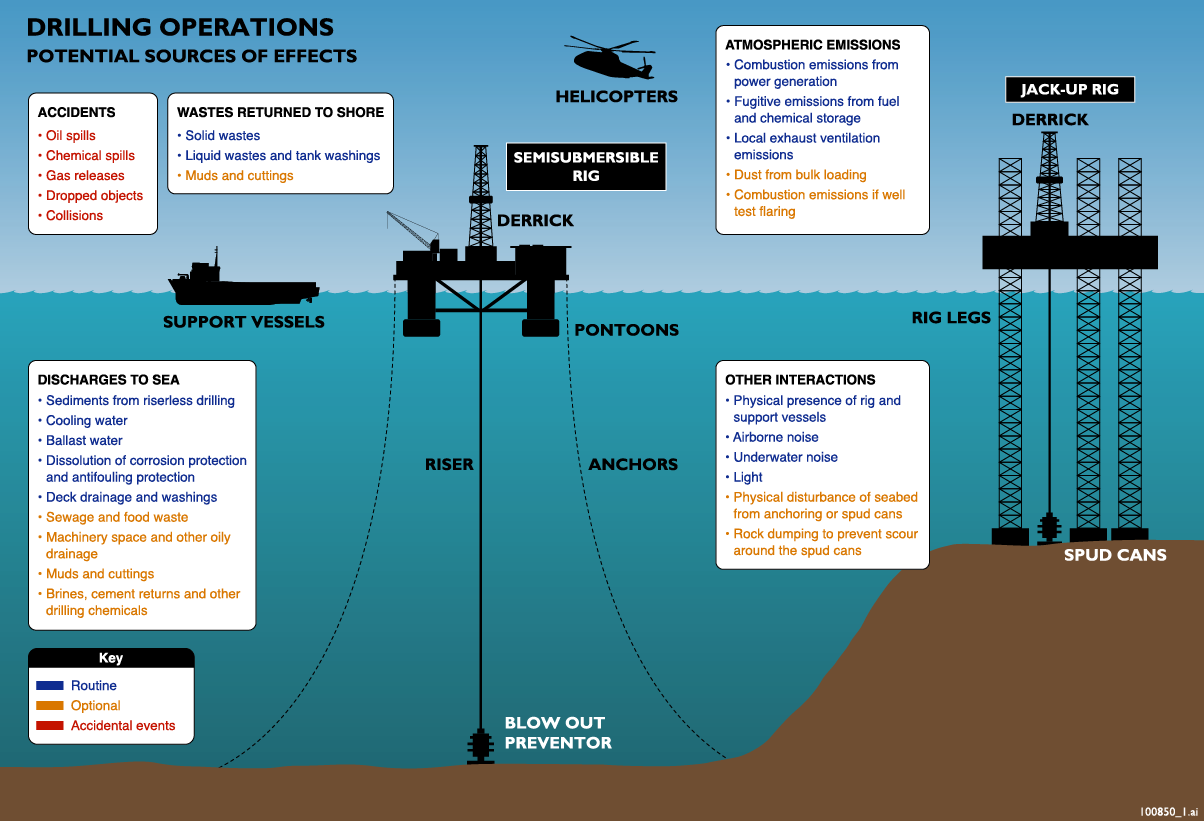 DRILLING OPERATIONS
POTENTIAL SOURCES OF EFFECTS
ACCIDENTS
• Oil spills
• Chemical spills
• Gas releases
• Dropped objects
• Collisions
WASTES RETURNED TO SHORE
• Solid wastes
• Liquid wastes and tank washings
• Muds and cuttings
HELICOPTERS
SEMISUBMERSIBLE
RIG
DERRICK
ATMOSPHERIC EMISSIONS
• Combustion emissions from
power generation
• Fugitive emissions from fuel
and chemical storage
• Local exhaust ventilation
emissions
• Dust from bulk loading
• Combustion emissions if well
test flaring
JACK-UP RIG
DERRICK
SUPPORT VESSELS
PONTOONS
RIG LEGS
DISCHARGES TO SEA
• Sediments from riserless drilling
• Cooling water
• Ballast water
• Dissolution of corrosion protection
and antifouling protection
• Deck drainage and washings
• Sewage and food waste
• Machinery space and other oily
drainage
• Muds and cuttings
• Brines, cement returns and other
drilling chemicals
RISER
ANCHORS
OTHER INTERACTIONS
• Physical presence of rig and
support vessels
• Airborne noise
• Underwater noise
• Light
• Physical disturbance of seabed
from anchoring or spud cans
• Rock dumping to prevent scour
around the spud cans
SPUD CANS
Key
Routine
Optional
Accidental events
BLOW OUT
PREVENTOR
100850_1.ai